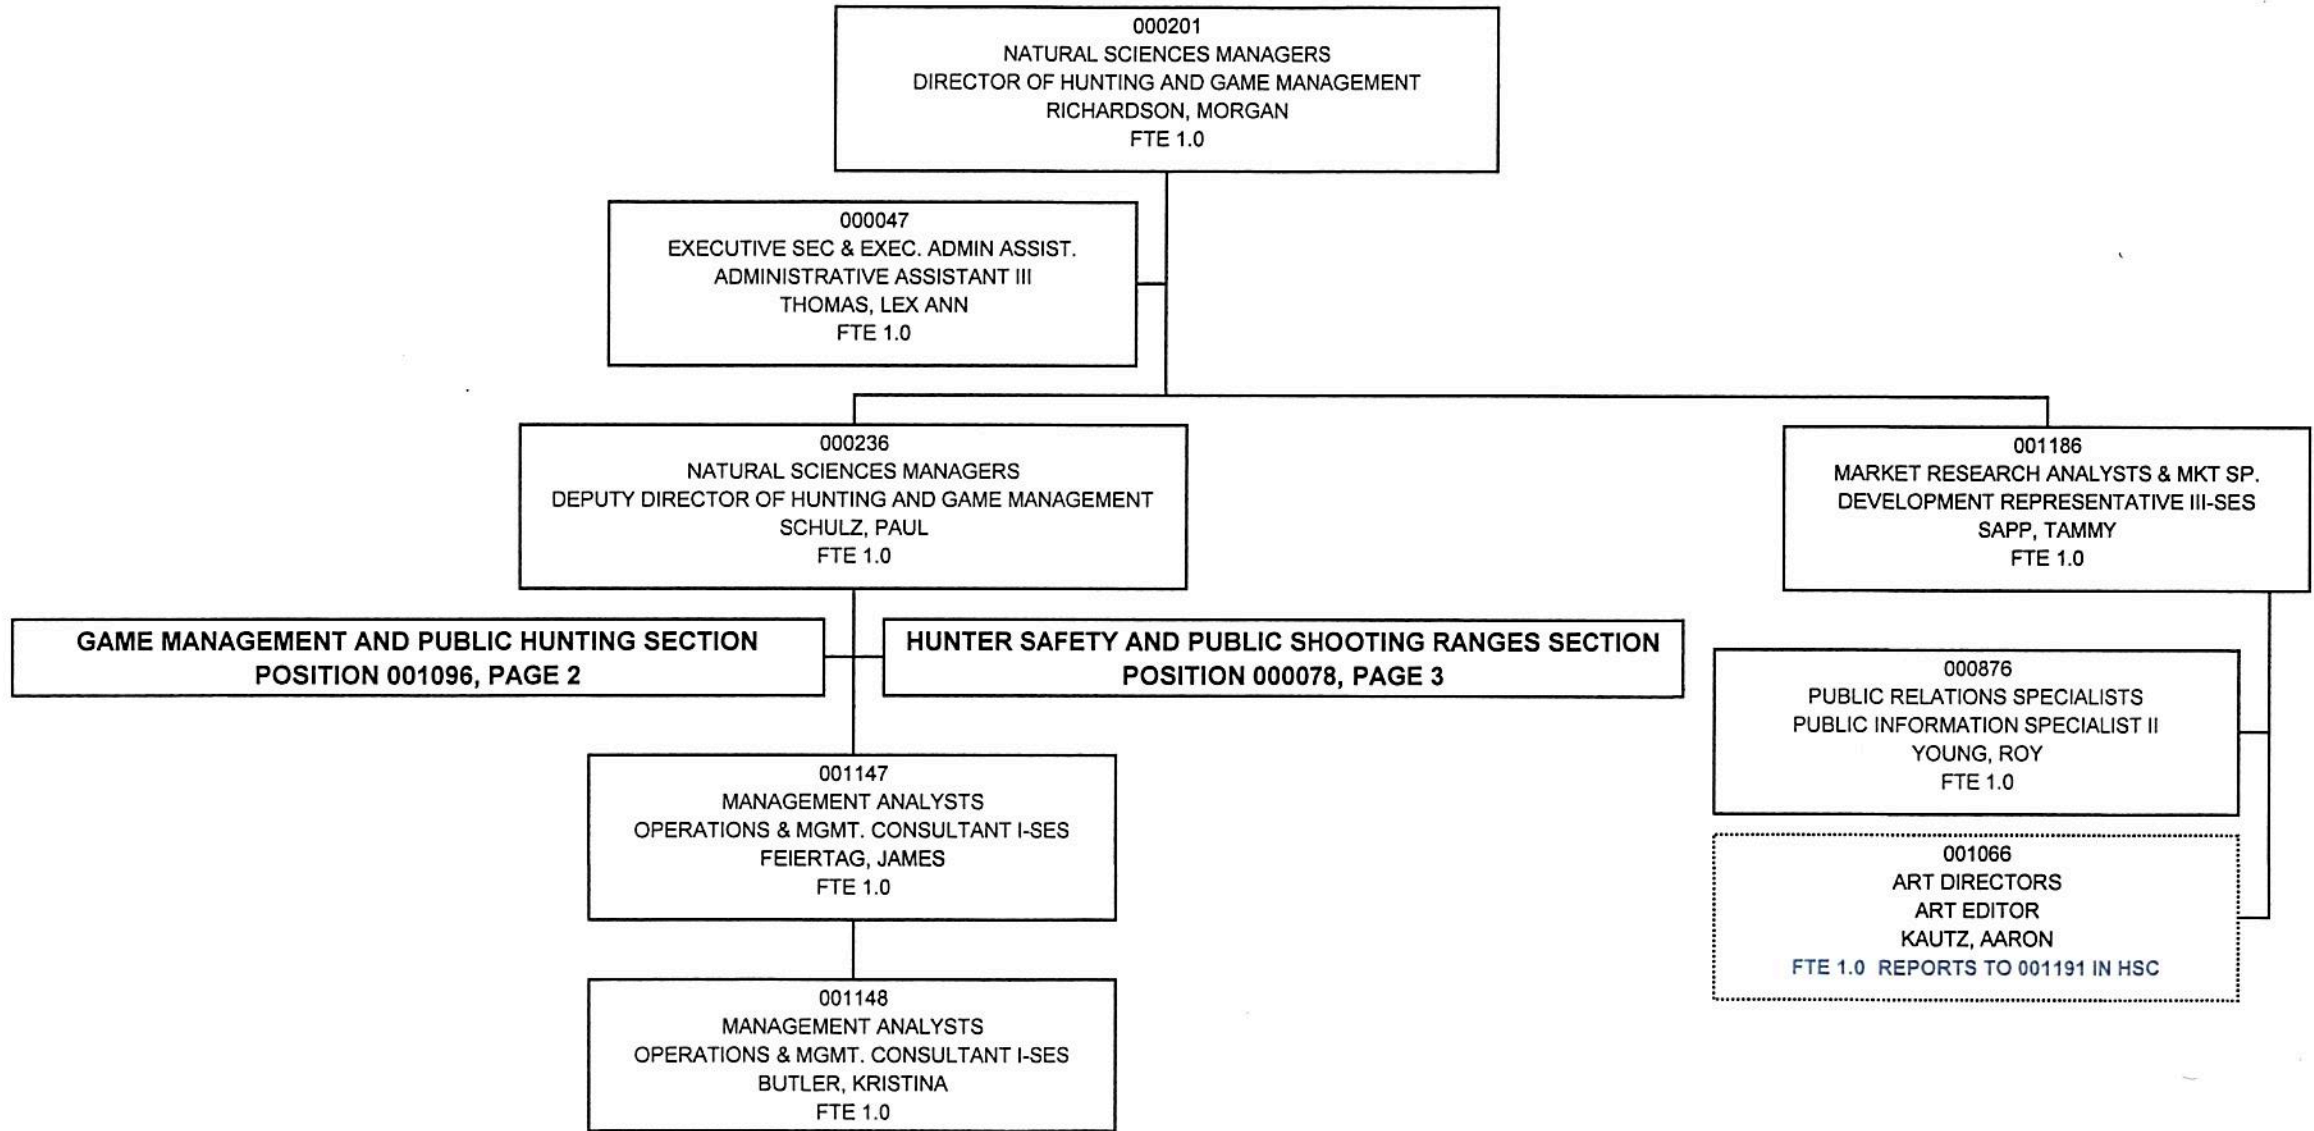 000201
NATURAL SCIENCES MANAGERS
DIRECTOR OF HUNTING AND GAME MANAGEMENT
RICHARDSON, MORGAN
FTE 1.0
000047
EXECUTIVE SEC & EXEC. ADMIN ASSIST.
ADMINISTRATIVE ASSISTANT III
THOMAS, LEX ANN
FTE 1.0
000236
NATURAL SCIENCES MANAGERS
DEPUTY DIRECTOR OF HUNTING AND GAME MANAGEMENT
SCHULZ, PAUL
FTE 1.0
001186
MARKET RESEARCH ANALYSTS & MKT SP.
DEVELOPMENT REPRESENTATIVE III-SES
SAPP, TAMMY
FTE 1.0
GAME MANAGEMENT AND PUBLIC HUNTING SECTION
POSITION 001096, PAGE 2
HUNTER SAFETY AND PUBLIC SHOOTING RANGES SECTION
POSITION 000078, PAGE 3
000876
PUBLIC RELATIONS SPECIALISTS
PUBLIC INFORMATION SPECIALIST II
YOUNG, ROY
FTE 1.0
001147
MANAGEMENT ANALYSTS
OPERATIONS & MGMT. CONSULTANT I-SES
FEIERTAG, JAMES
FTE 1.0
001066
ART DIRECTORS
ART EDITOR
KAUTZ, AARON
FTE 1.0 REPORTS TO 001191 IN HSC
001148
MANAGEMENT ANALYSTS
OPERATIONS & MGMT. CONSULTANT I-SES
BUTLER, KRISTINA
FTE 1.0